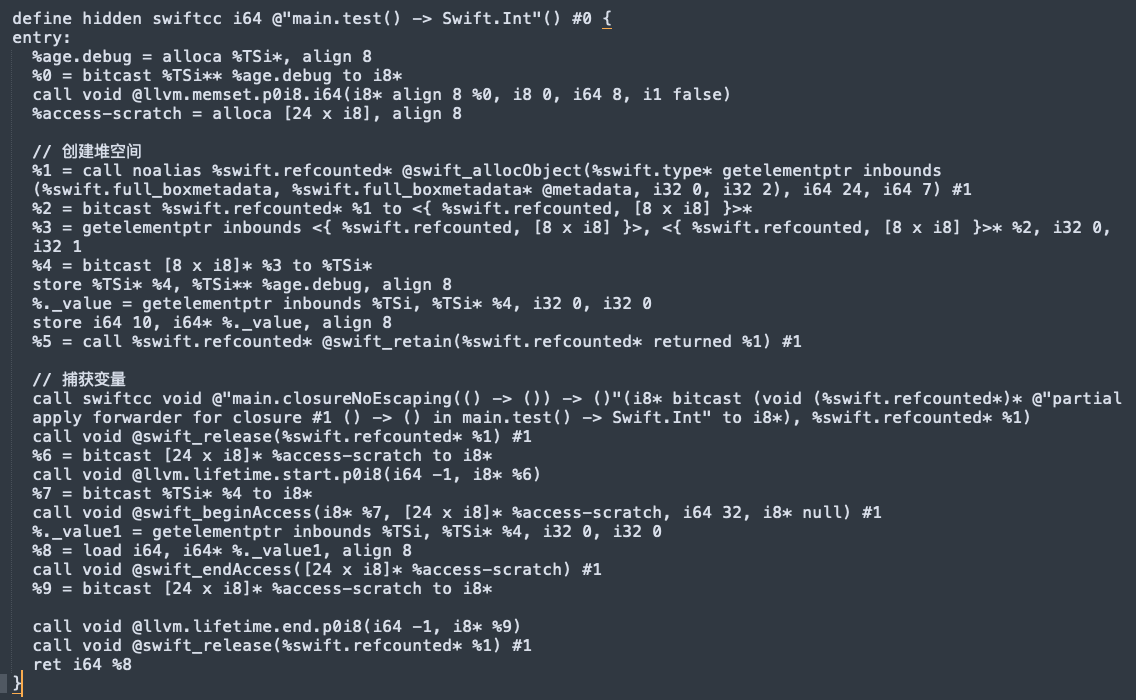 define hidden swiftcc i64 @"main.test() -> Swift.Int"() #0 {
entry:
  %age.debug = alloca %TSi*, align 8
  %0 = bitcast %TSi** %age.debug to i8*
  call void @llvm.memset.p0i8.i64(i8* align 8 %0, i8 0, i64 8, i1 false)
  %access-scratch = alloca [24 x i8], align 8

  // 创建堆空间
  %1 = call noalias %swift.refcounted* @swift_allocObject(%swift.type* getelementptr inbounds
  (%swift.full_boxmetadata, %swift.full_boxmetadata* @metadata, i32 0, i32 2), i64 24, i64 7) #1
  %2 = bitcast %swift.refcounted* %1 to <{ %swift.refcounted, [8 x i8] }>*
  %3 = getelementptr inbounds <{ %swift.refcounted, [8 x i8] }>, <{ %swift.refcounted, [8 x i8] }>* %2, i32 0,
  i32 1
  %4 = bitcast [8 x i8]* %3 to %TSi*
  store %TSi* %4, %TSi** %age.debug, align 8
  %._value = getelementptr inbounds %TSi, %TSi* %4, i32 0, i32 0
  store i64 10, i64* %._value, align 8
  %5 = call %swift.refcounted* @swift_retain(%swift.refcounted* returned %1) #1

  // 捕获变量
  call swiftcc void @"main.closureNoEscaping(() -> ()) -> ()"(i8* bitcast (void (%swift.refcounted*)* @"partial
  apply forwarder for closure #1 () -> () in main.test() -> Swift.Int" to i8*), %swift.refcounted* %1)
  call void @swift_release(%swift.refcounted* %1) #1
  %6 = bitcast [24 x i8]* %access-scratch to i8*
  call void @llvm.lifetime.start.p0i8(i64 -1, i8* %6)
  %7 = bitcast %TSi* %4 to i8*
  call void @swift_beginAccess(i8* %7, [24 x i8]* %access-scratch, i64 32, i8* null) #1
  %._value1 = getelementptr inbounds %TSi, %TSi* %4, i32 0, i32 0
  %8 = load i64, i64* %._value1, align 8
  call void @swift_endAccess([24 x i8]* %access-scratch) #1
  %9 = bitcast [24 x i8]* %access-scratch to i8*

  call void @llvm.lifetime.end.p0i8(i64 -1, i8* %9)
  call void @swift_release(%swift.refcounted* %1) #1
  ret i64 %8
}